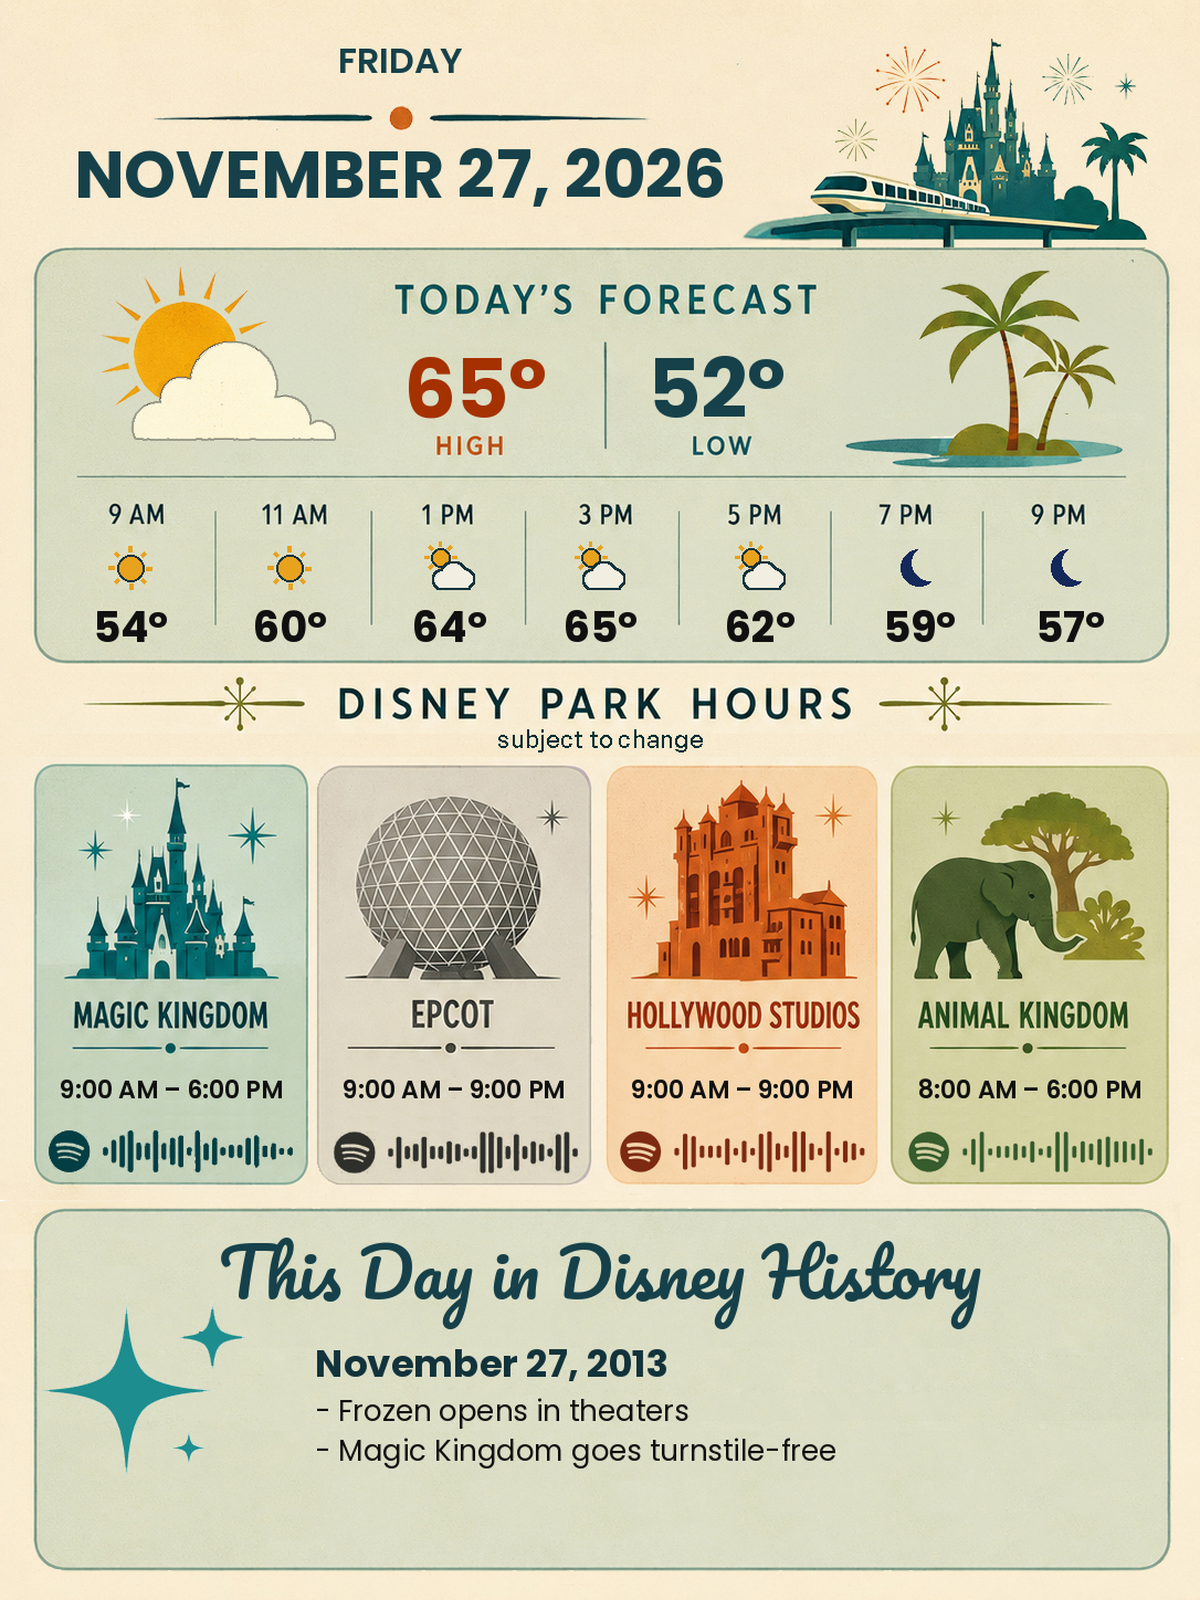 FRIDAY
NOVEMBER 27, 2026
TODAY'S FORECAST
65° 52°
HIGH LOW
9 AM 11 AM 1 PM 3 PM 5 PM 7 PM 9 PM
54° 60° 64° 65° 62° 59° 57°
DISNEY PARK HOURS
subject to change
MAGIC KINGDOM
9:00 AM – 6:00 PM
EPCOT
9:00 AM – 9:00 PM
HOLLYWOOD STUDIOS
9:00 AM – 9:00 PM
ANIMAL KINGDOM
8:00 AM – 6:00 PM
This Day in Disney History
November 27, 2013
- Frozen opens in theaters
- Magic Kingdom goes turnstile-free